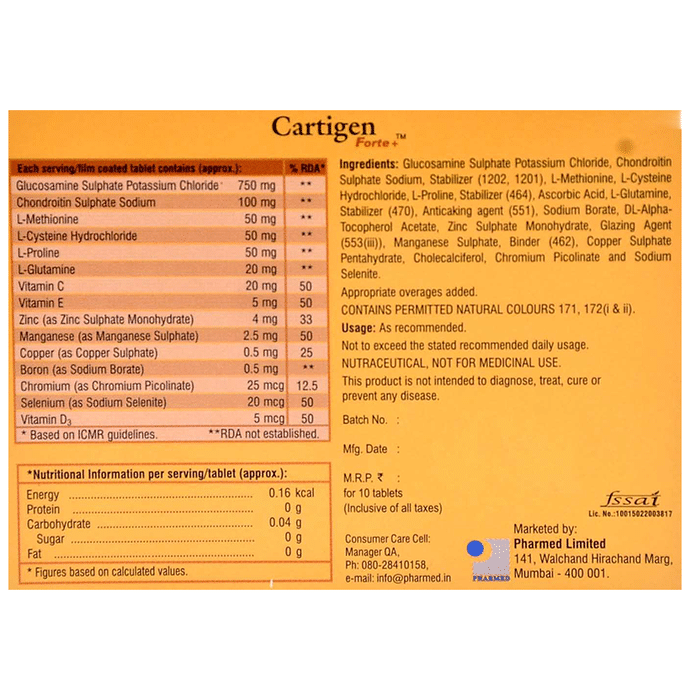 Cartigen
Forte+™
Each serving/film coated tablet contains (approx.): % RDA*
Glucosamine Sulphate Potassium Chloride 750 mg **
Chondroitin Sulphate Sodium 100 mg **
L-Methionine 50 mg **
L-Cysteine Hydrochloride 50 mg **
L-Proline 50 mg **
L-Glutamine 20 mg **
Vitamin C 20 mg 50
Vitamin E 5 mg 50
Zinc (as Zinc Sulphate Monohydrate) 4 mg 33
Manganese (as Manganese Sulphate) 2.5 mg 50
Copper (as Copper Sulphate) 0.5 mg 25
Boron (as Sodium Borate) 0.5 mg **
Chromium (as Chromium Picolinate) 25 mcg 12.5
Selenium (as Sodium Selenite) 20 mcg 50
Vitamin D3 5 mcg 50
* Based on ICMR guidelines. **RDA not established.
*Nutritional Information per serving/tablet (approx.):
Energy 0.16 kcal
Protein 0 g
Carbohydrate 0.04 g
Sugar 0 g
Fat 0 g
* Figures based on calculated values.
Ingredients: Glucosamine Sulphate Potassium Chloride, Chondroitin
Sulphate Sodium, Stabilizer (1202, 1201), L-Methionine, L-Cysteine
Hydrochloride, L-Proline, Stabilizer (464), Ascorbic Acid, L-Glutamine,
Stabilizer (470), Anticaking agent (551), Sodium Borate, DL-Alpha-
Tocopherol Acetate, Zinc Sulphate Monohydrate, Glazing Agent
(553(iii)), Manganese Sulphate, Binder (462), Copper Sulphate
Pentahydrate, Cholecalciferol, Chromium Picolinate and Sodium
Selenite.
Appropriate overages added.
CONTAINS PERMITTED NATURAL COLOURS 171, 172(i & ii).
Usage: As recommended.
Not to exceed the stated recommended daily usage.
NUTRACEUTICAL, NOT FOR MEDICINAL USE.
This product is not intended to diagnose, treat, cure or
prevent any disease.
Batch No. :
Mfg. Date :
M.R.P. ₹ :
for 10 tablets
(Inclusive of all taxes)
fssai
Lic. No.:10015022003817
Consumer Care Cell:
Manager QA,
Ph: 080-28410158,
e-mail: info@pharmed.in
PHARMED
Marketed by:
Pharmed Limited
141, Walchand Hirachand Marg,
Mumbai - 400 001.